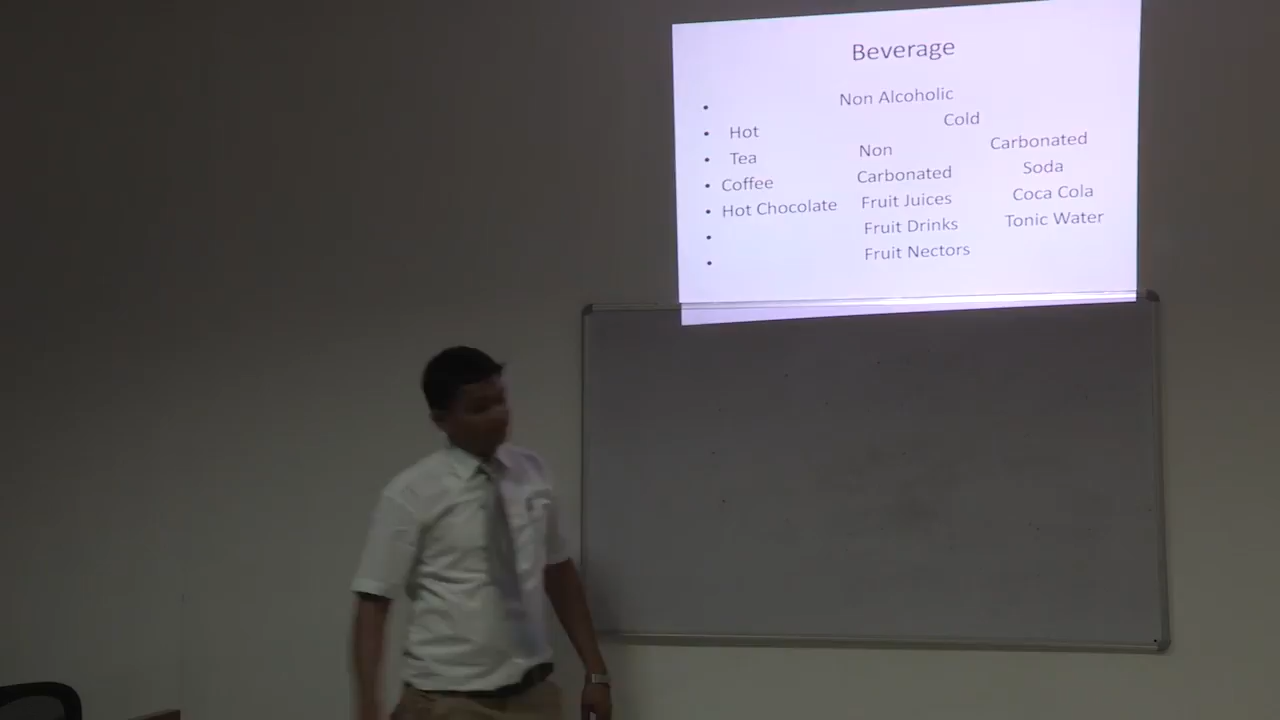 Beverage
• Non Alcoholic
• Hot Cold
• Tea Non Carbonated
• Coffee Carbonated Soda
• Hot Chocolate Fruit Juices Coca Cola
• Fruit Drinks Tonic Water
• Fruit Nectors